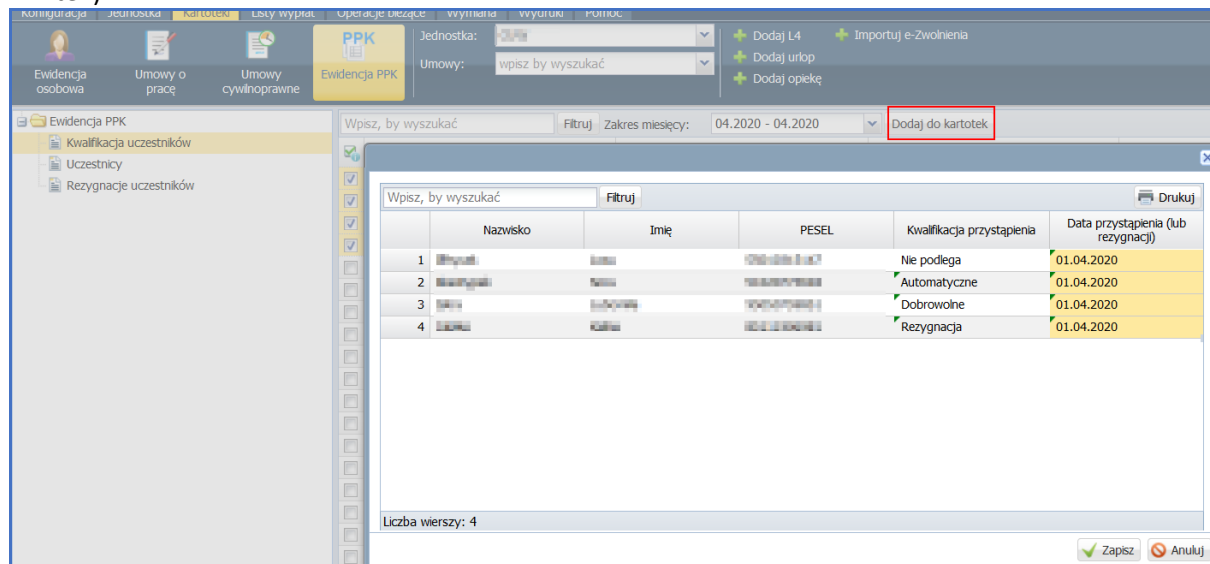 Konfiguracja Jednostka Kartoteki Listy wypłat Operacje bieżące Wymiana Wydruki Pomoc
PPK
Jednostka:
Dodaj L4 Importuj e-Zwolnienia
Umowy: wpisz by wyszukać
Dodaj urlop
Ewidencja osobowa
Umowy o pracę
Umowy cywilnoprawne
Ewidencja PPK
Dodaj opiekę
Ewidencja PPK
Wpisz, by wyszukać Filtruj Zakres miesięcy: 04.2020 - 04.2020 Dodaj do kartotek
Kwalifikacja uczestników
Uczestnicy
Rezygnacje uczestników
Wpisz, by wyszukać Filtruj Drukuj
Nazwisko Imię PESEL Kwalifikacja przystąpienia Data przystąpienia (lub
rezygnacji)
1 Nie podlega 01.04.2020
2 Automatyczne 01.04.2020
3 Dobrowolne 01.04.2020
4 Rezygnacja 01.04.2020
Liczba wierszy: 4
Zapisz Anuluj